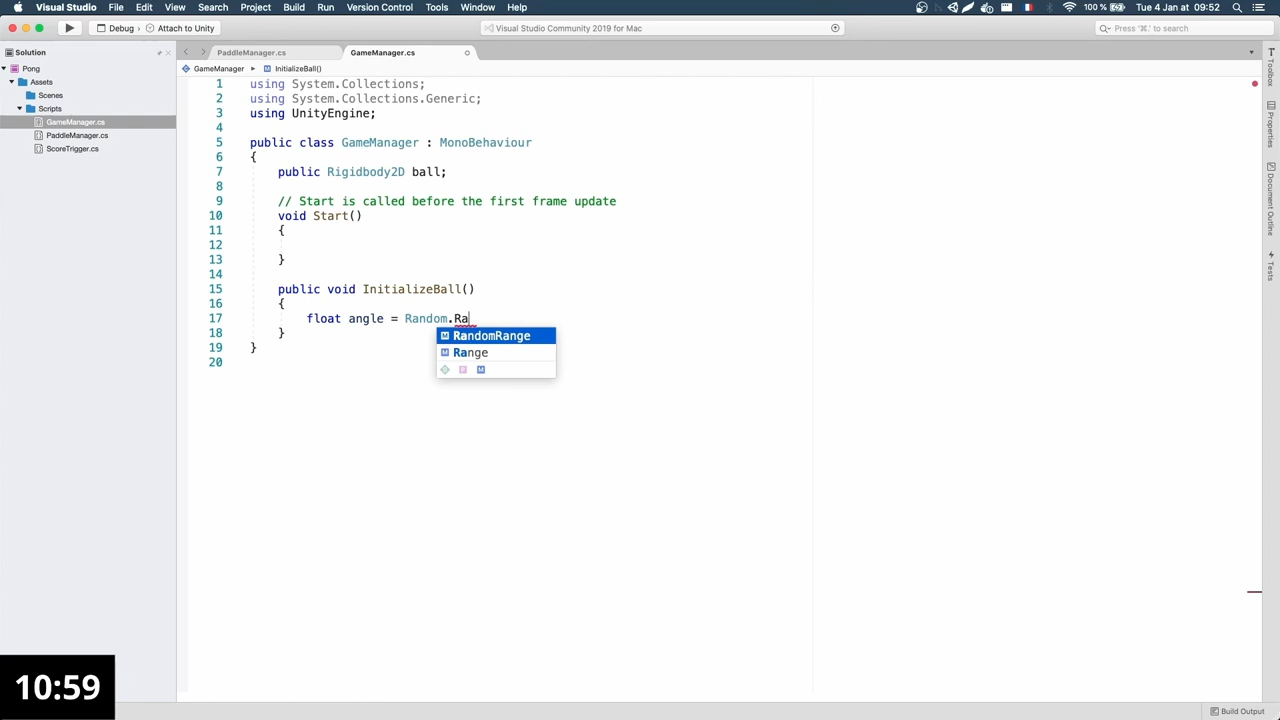 Visual Studio File Edit View Search Project Build Run Version Control Tools Window Help 100 % Tue 4 Jan at 09:52
Debug › Attach to Unity Visual Studio Community 2019 for Mac Press '⌘.' to search
Solution PaddleManager.cs GameManager.cs
GameManager InitializeBall()
Pong
Assets
Scenes
Scripts
GameManager.cs
PaddleManager.cs
ScoreTrigger.cs
1 using System.Collections;
2 using System.Collections.Generic;
3 using UnityEngine;
4
5 public class GameManager : MonoBehaviour
6 {
7 public Rigidbody2D ball;
8
9 // Start is called before the first frame update
10 void Start()
11 {
12
13 }
14
15 public void InitializeBall()
16 {
17 float angle = Random.Ra
18 }
19 }
20
RandomRange
Range
Toolbox
Properties
Document Outline
Tests
10:59
Build Output